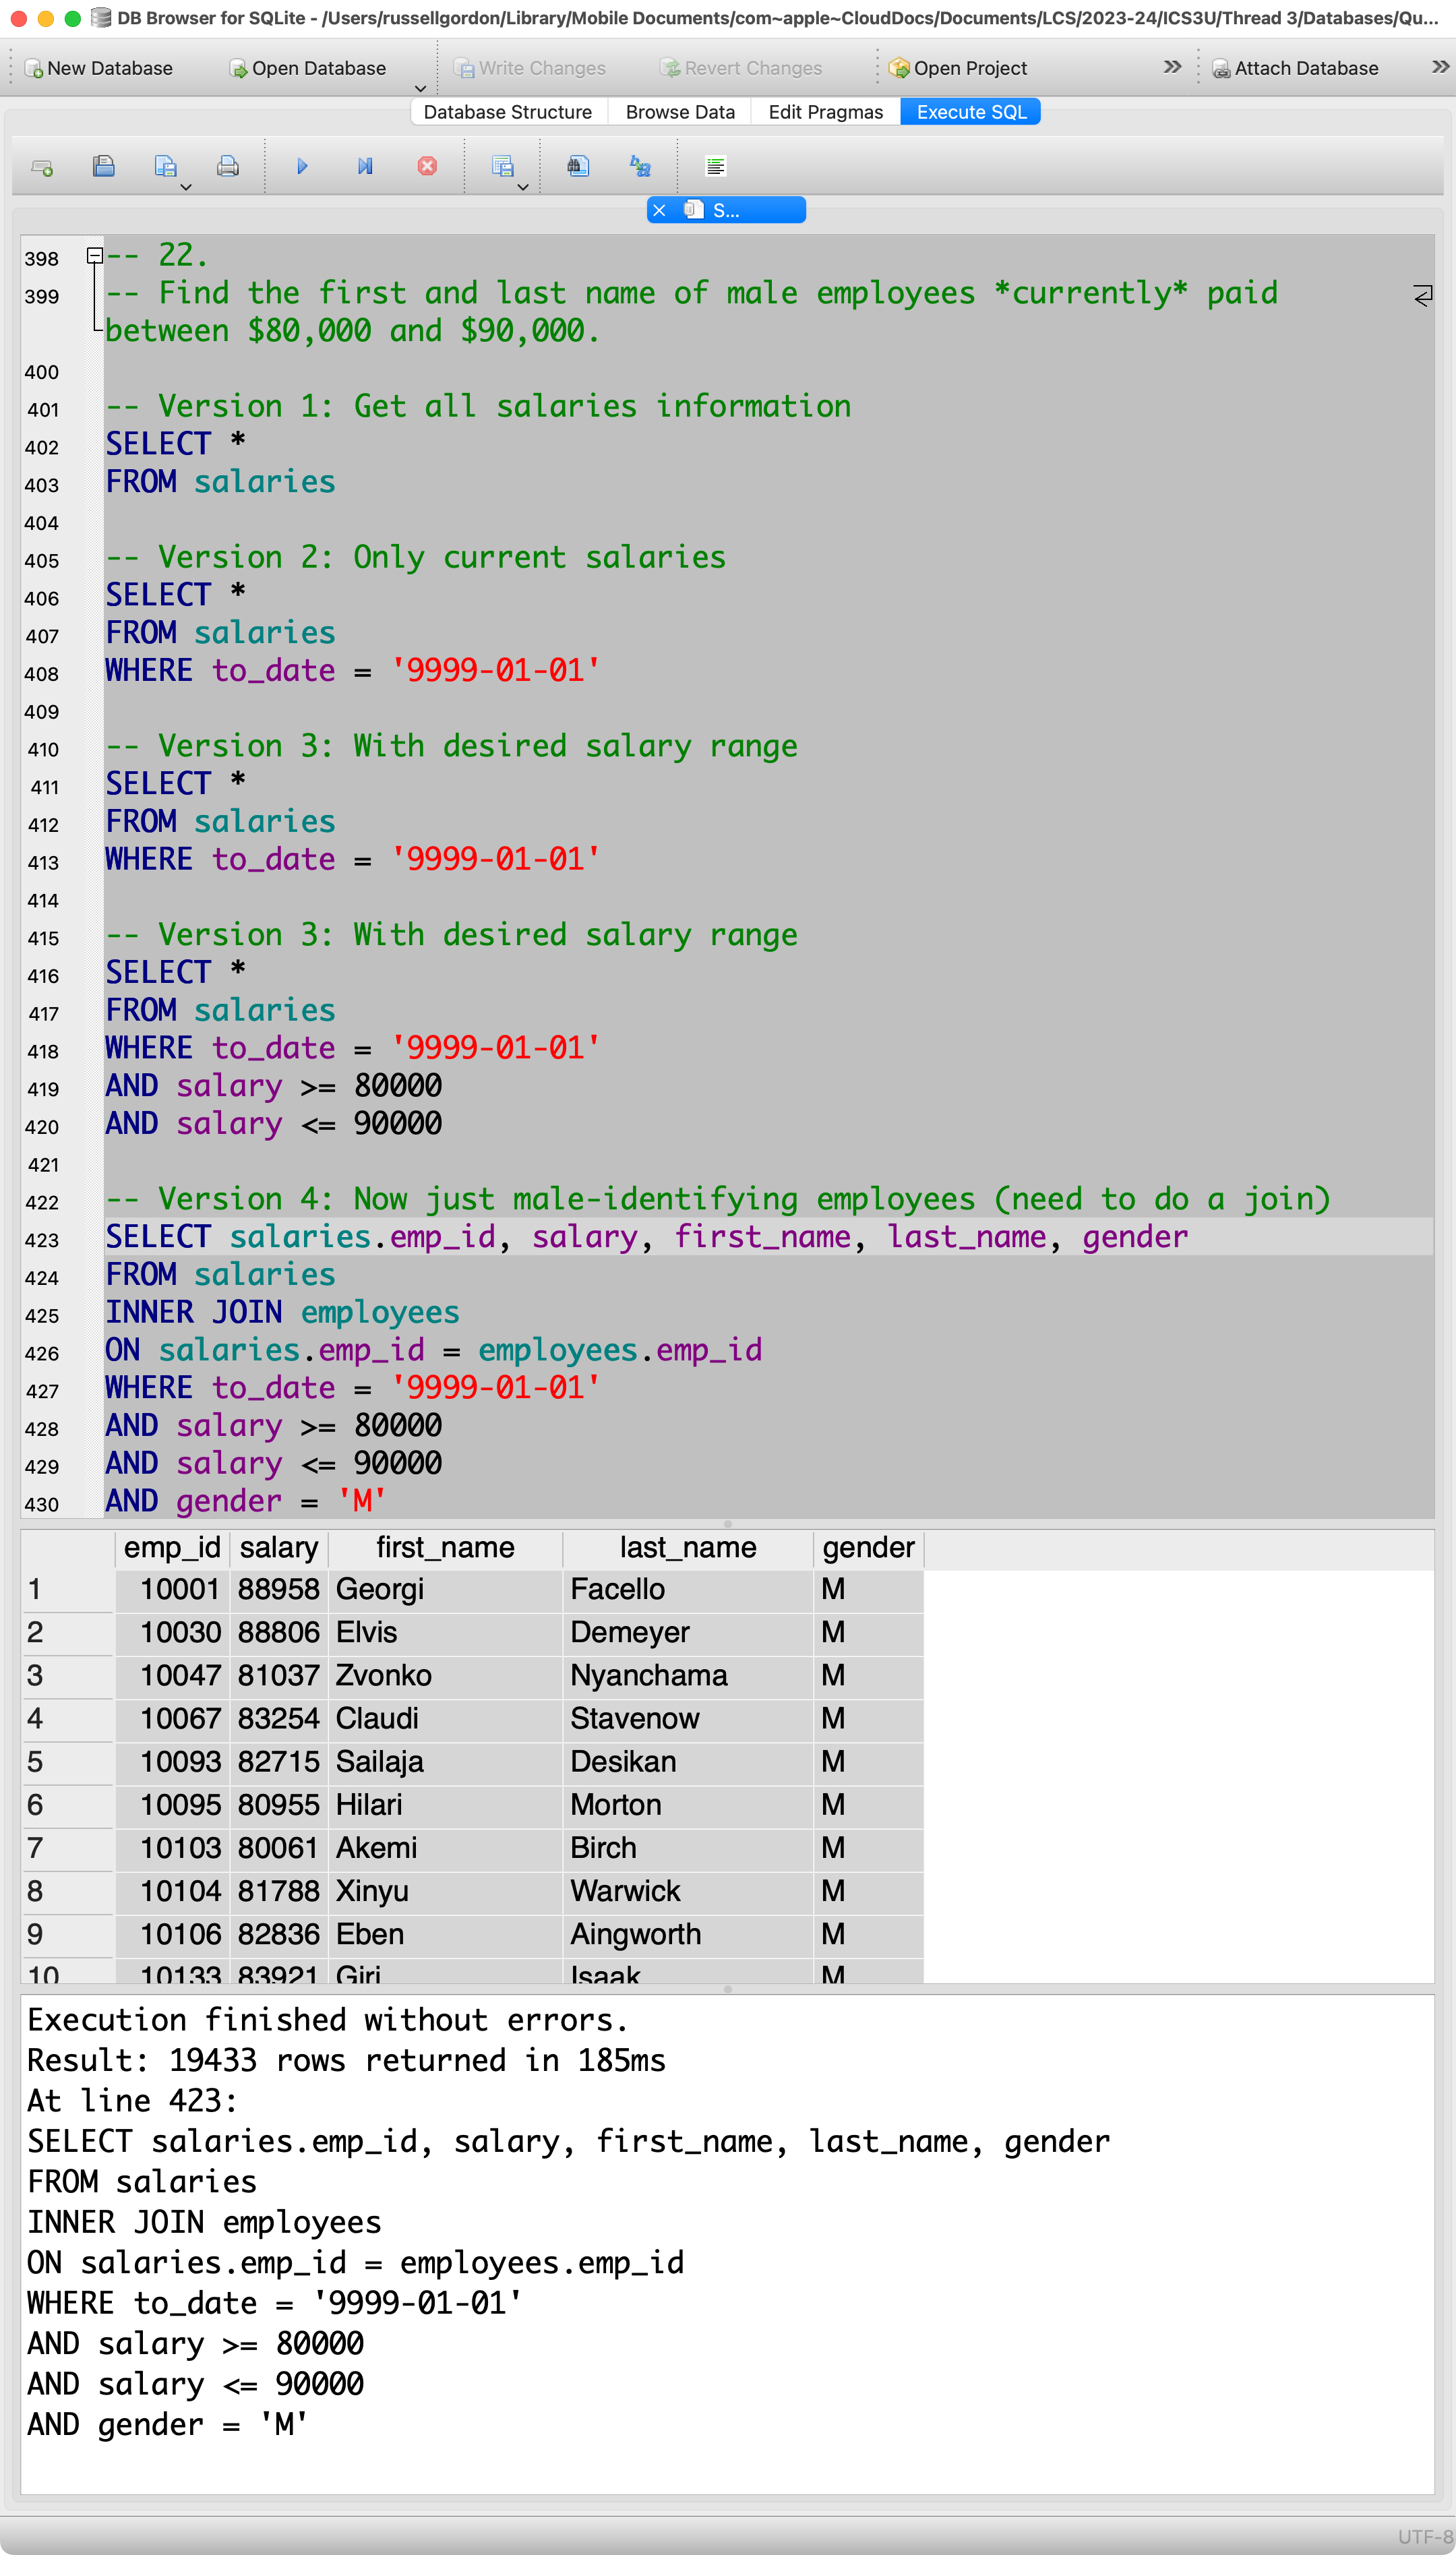 DB Browser for SQLite - /Users/russellgordon/Library/Mobile Documents/com~apple~CloudDocs/Documents/LCS/2023-24/ICS3U/Thread 3/Databases/Qu...
New Database Open Database Write Changes Revert Changes Open Project Attach Database
Database Structure Browse Data Edit Pragmas Execute SQL
S...
398 -- 22.
399 -- Find the first and last name of male employees *currently* paid
between $80,000 and $90,000.
400
401 -- Version 1: Get all salaries information
402 SELECT *
403 FROM salaries
404
405 -- Version 2: Only current salaries
406 SELECT *
407 FROM salaries
408 WHERE to_date = '9999-01-01'
409
410 -- Version 3: With desired salary range
411 SELECT *
412 FROM salaries
413 WHERE to_date = '9999-01-01'
414
415 -- Version 3: With desired salary range
416 SELECT *
417 FROM salaries
418 WHERE to_date = '9999-01-01'
419 AND salary >= 80000
420 AND salary <= 90000
421
422 -- Version 4: Now just male-identifying employees (need to do a join)
423 SELECT salaries.emp_id, salary, first_name, last_name, gender
424 FROM salaries
425 INNER JOIN employees
426 ON salaries.emp_id = employees.emp_id
427 WHERE to_date = '9999-01-01'
428 AND salary >= 80000
429 AND salary <= 90000
430 AND gender = 'M'
emp_id salary first_name last_name gender
1 10001 88958 Georgi Facello M
2 10030 88806 Elvis Demeyer M
3 10047 81037 Zvonko Nyanchama M
4 10067 83254 Claudi Stavenow M
5 10093 82715 Sailaja Desikan M
6 10095 80955 Hilari Morton M
7 10103 80061 Akemi Birch M
8 10104 81788 Xinyu Warwick M
9 10106 82836 Eben Aingworth M
10 10133 83921 Giri Isaak M
Execution finished without errors.
Result: 19433 rows returned in 185ms
At line 423:
SELECT salaries.emp_id, salary, first_name, last_name, gender
FROM salaries
INNER JOIN employees
ON salaries.emp_id = employees.emp_id
WHERE to_date = '9999-01-01'
AND salary >= 80000
AND salary <= 90000
AND gender = 'M'
UTF-8